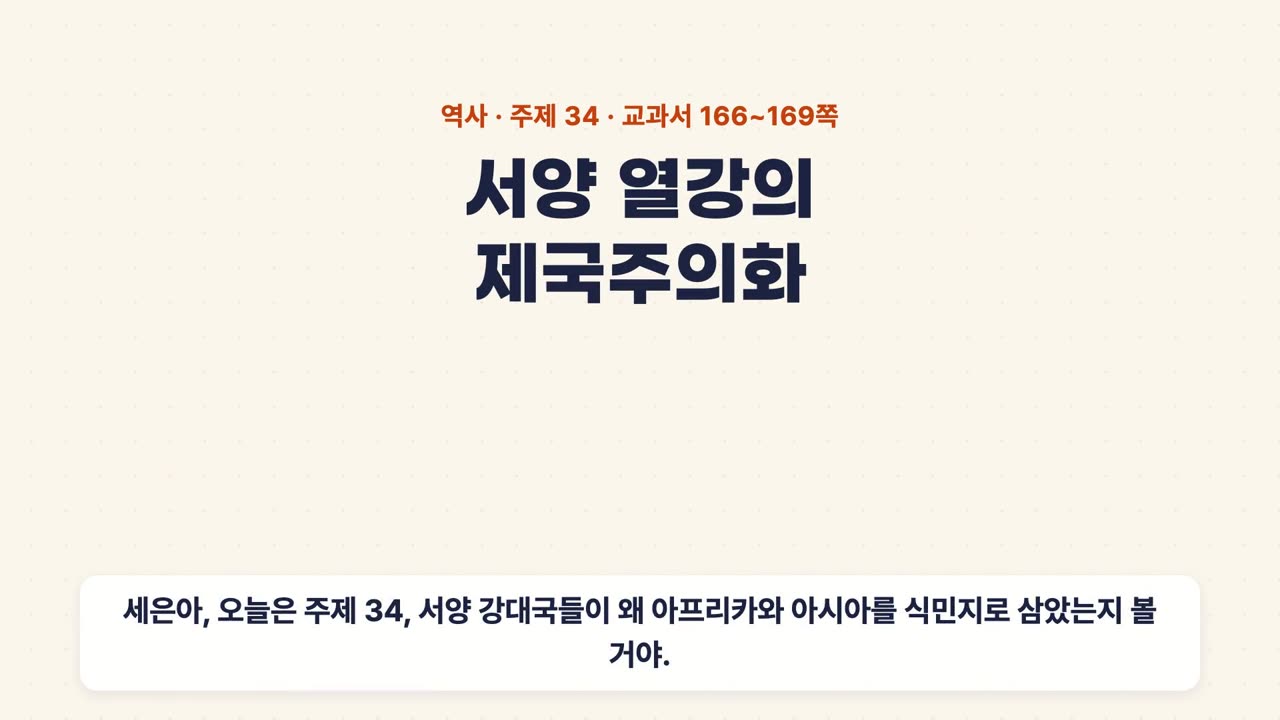 역사 · 주제 34 · 교과서 166~169쪽
서양 열강의
제국주의화
세은아, 오늘은 주제 34, 서양 강대국들이 왜 아프리카와 아시아를 식민지로 삼았는지 볼
거야.